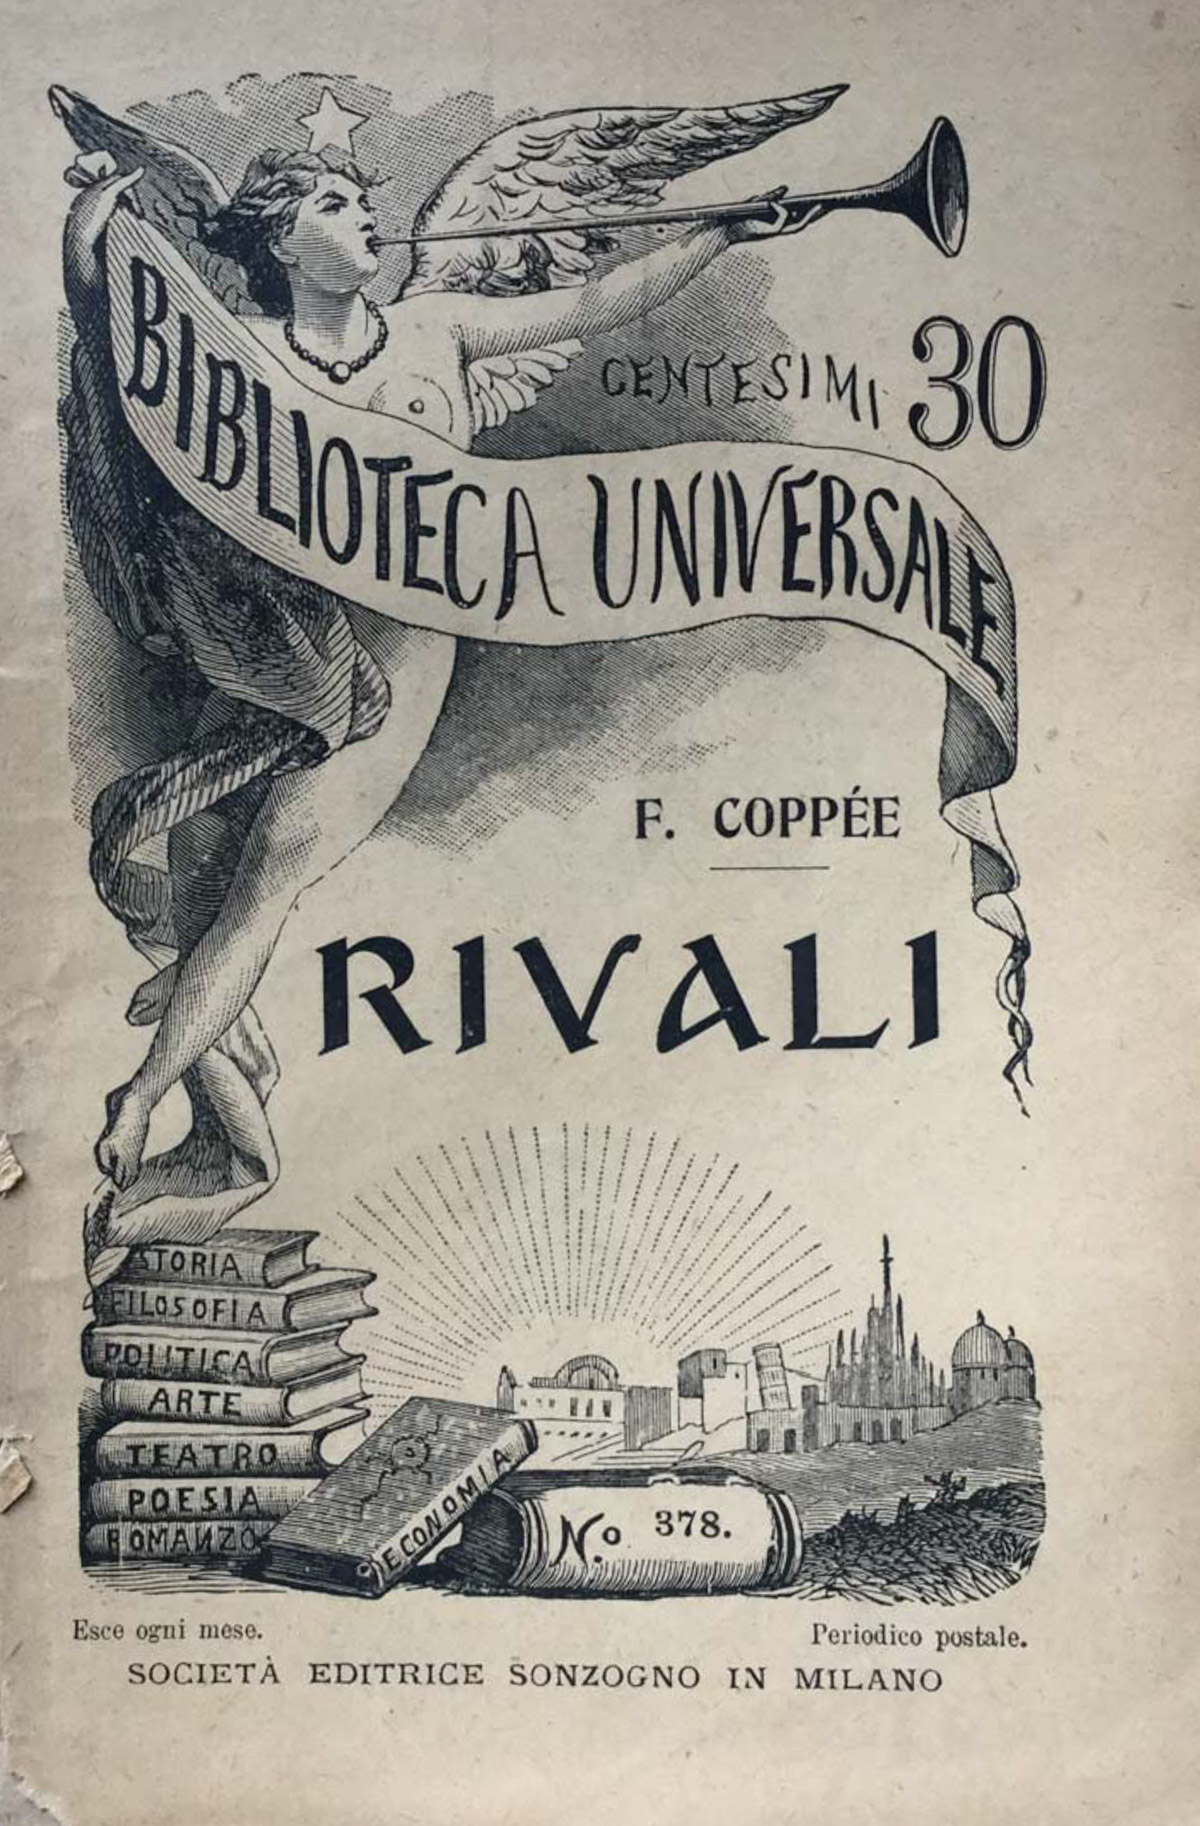 CENTESIMI 30
BIBLIOTECA UNIVERSALE
F. COPPÉE
RIVALI
STORIA
FILOSOFIA
POLITICA
ARTE
TEATRO
POESIA
ROMANZO
ECONOMIA
N.o 378.
Esce ogni mese.
Periodico postale.
SOCIETÀ EDITRICE SONZOGNO IN MILANO